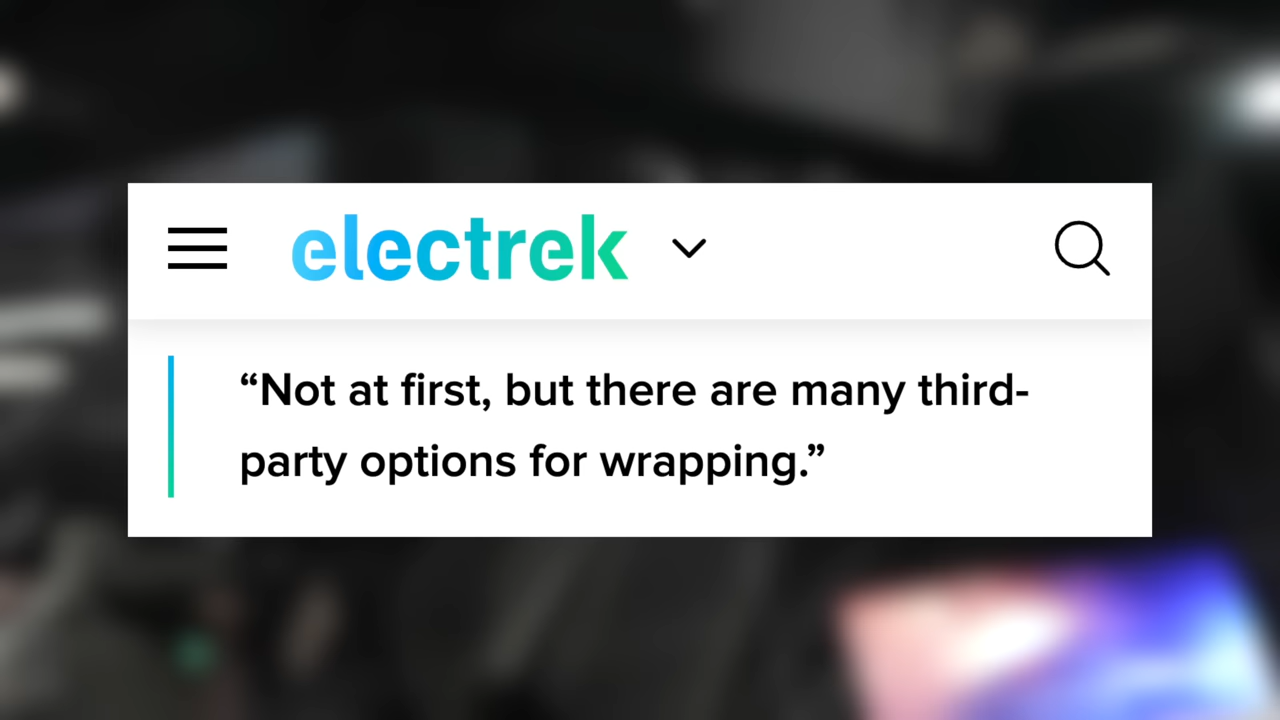 electrek
“Not at first, but there are many third-
party options for wrapping.”